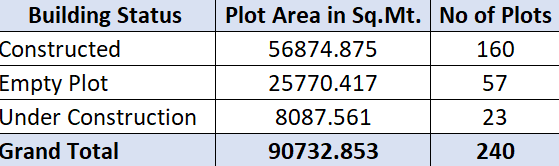 Building Status Plot Area in Sq.Mt. No of Plots
Constructed 56874.875 160
Empty Plot 25770.417 57
Under Construction 8087.561 23
Grand Total 90732.853 240